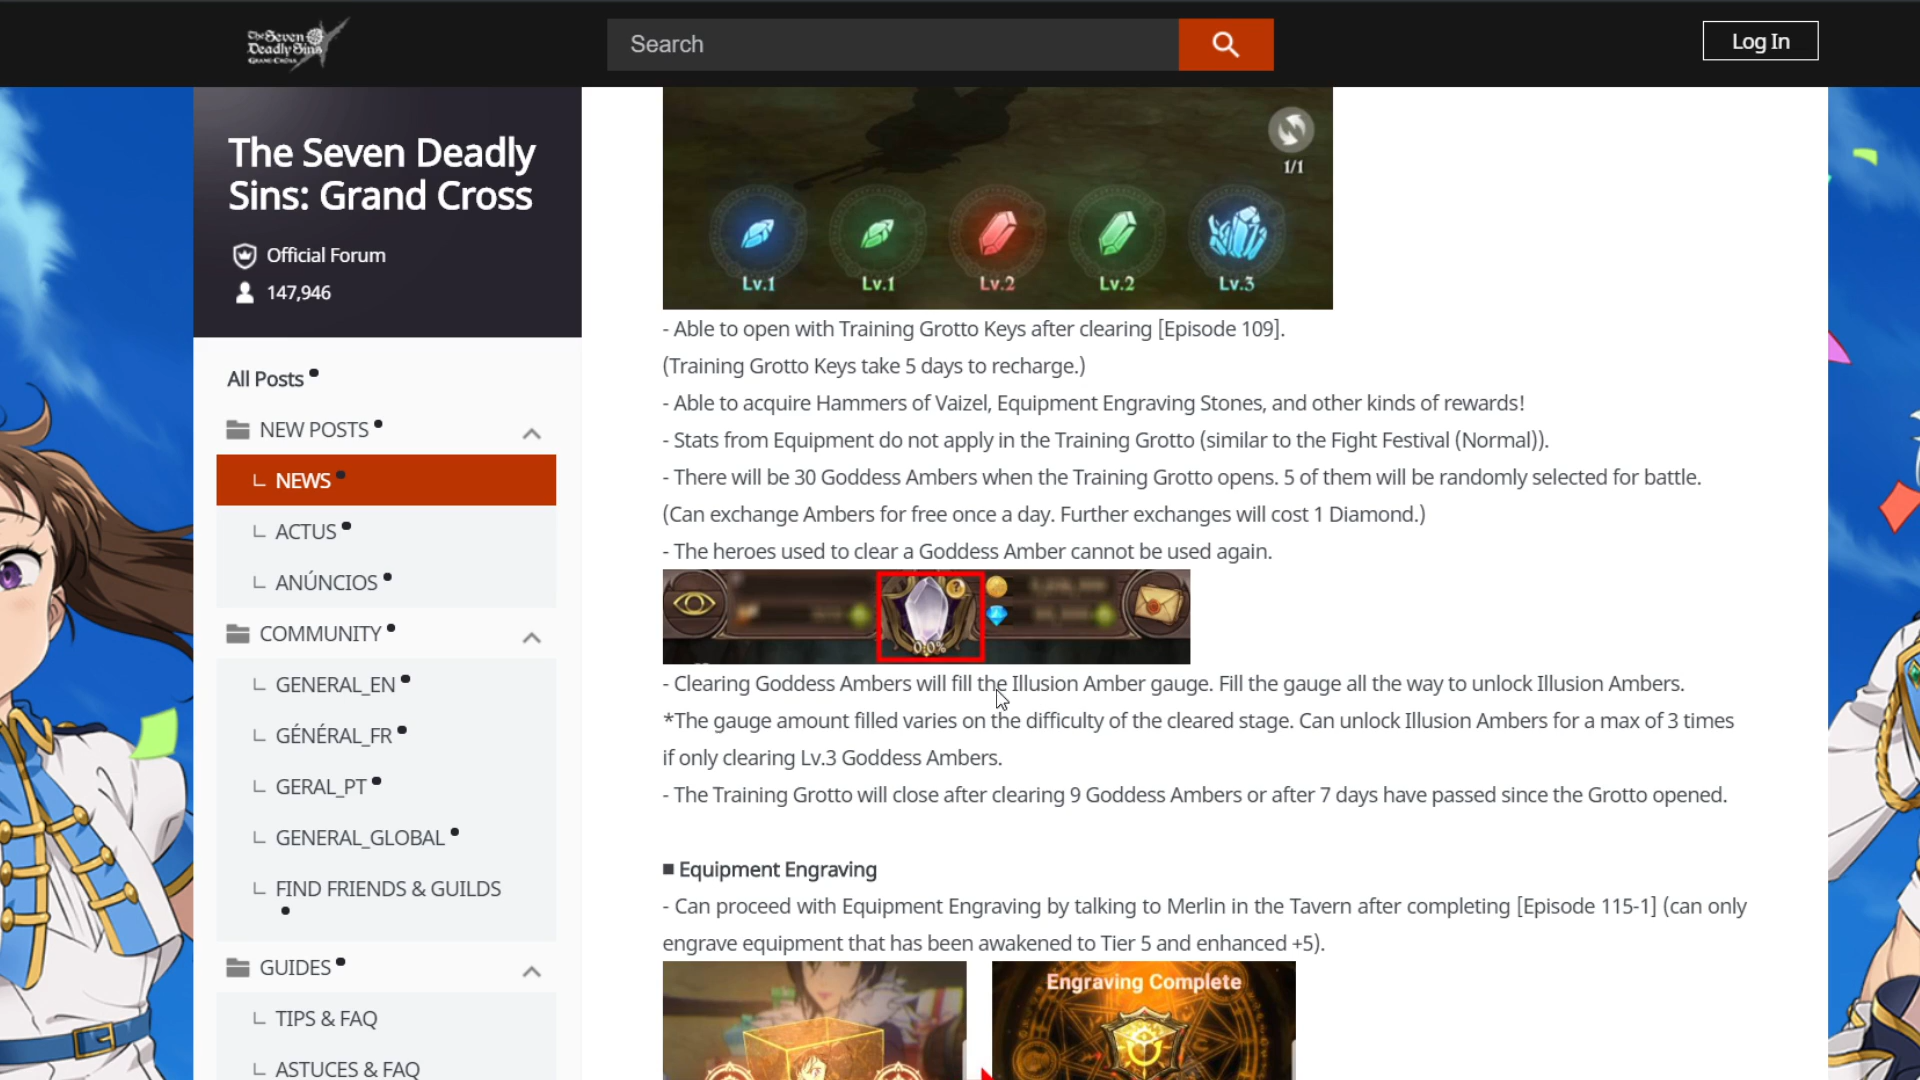 The Seven
Deadly Sins
GRAND CROSS
Search
Log In
The Seven Deadly
Sins: Grand Cross
Official Forum
147,946
All Posts
NEW POSTS
NEWS
ACTUS
ANÚNCIOS
COMMUNITY
GENERAL_EN
GÉNÉRAL_FR
GERAL_PT
GENERAL_GLOBAL
FIND FRIENDS & GUILDS
GUIDES
TIPS & FAQ
ASTUCES & FAQ
1/1
Lv.1 Lv.1 Lv.2 Lv.2 Lv.3
- Able to open with Training Grotto Keys after clearing [Episode 109].
(Training Grotto Keys take 5 days to recharge.)
- Able to acquire Hammers of Vaizel, Equipment Engraving Stones, and other kinds of rewards!
- Stats from Equipment do not apply in the Training Grotto (similar to the Fight Festival (Normal)).
- There will be 30 Goddess Ambers when the Training Grotto opens. 5 of them will be randomly selected for battle.
(Can exchange Ambers for free once a day. Further exchanges will cost 1 Diamond.)
- The heroes used to clear a Goddess Amber cannot be used again.
?
0.0%
- Clearing Goddess Ambers will fill the Illusion Amber gauge. Fill the gauge all the way to unlock Illusion Ambers.
*The gauge amount filled varies on the difficulty of the cleared stage. Can unlock Illusion Ambers for a max of 3 times
if only clearing Lv.3 Goddess Ambers.
- The Training Grotto will close after clearing 9 Goddess Ambers or after 7 days have passed since the Grotto opened.
■ Equipment Engraving
- Can proceed with Equipment Engraving by talking to Merlin in the Tavern after completing [Episode 115-1] (can only
engrave equipment that has been awakened to Tier 5 and enhanced +5).
Engraving Complete